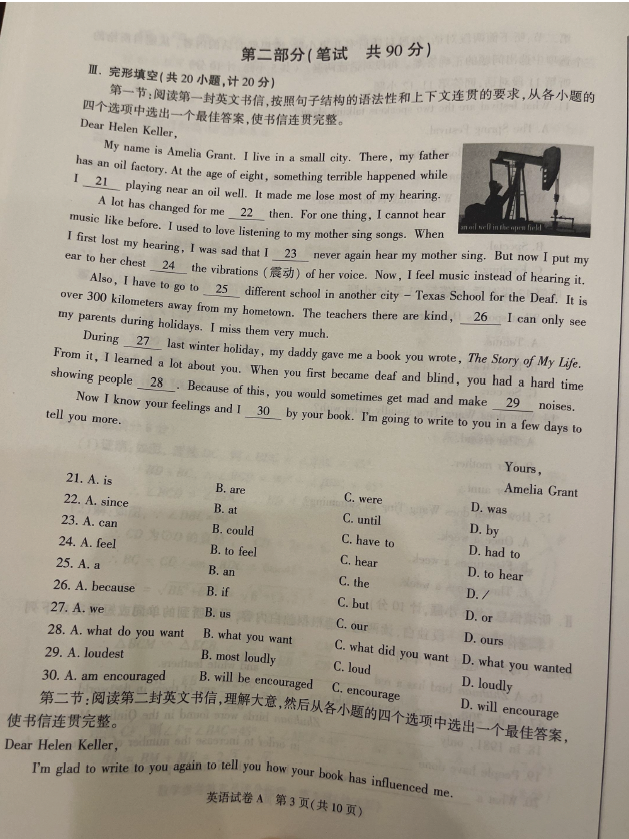 第二部分(笔试 共90分)
Ⅲ. 完形填空(共20小题,计20分)
第一节:阅读第一封英文书信,按照句子结构的语法性和上下文连贯的要求,从各小题的
四个选项中选出一个最佳答案,使书信连贯完整。
Dear Helen Keller,
My name is Amelia Grant. I live in a small city. There, my father
has an oil factory. At the age of eight, something terrible happened while
I 21 playing near an oil well. It made me lose most of my hearing.
A lot has changed for me 22 then. For one thing, I cannot hear
music like before. I used to love listening to my mother sing songs. When
an oil well in the open field
I first lost my hearing, I was sad that I 23 never again hear my mother sing. But now I put my
ear to her chest 24 the vibrations (震动) of her voice. Now, I feel music instead of hearing it.
Also, I have to go to 25 different school in another city – Texas School for the Deaf. It is
over 300 kilometers away from my hometown. The teachers there are kind, 26 I can only see
my parents during holidays. I miss them very much.
During 27 last winter holiday, my daddy gave me a book you wrote, The Story of My Life.
From it, I learned a lot about you. When you first became deaf and blind, you had a hard time
showing people 28 . Because of this, you would sometimes get mad and make 29 noises.
Now I know your feelings and I 30 by your book. I'm going to write to you in a few days to
tell you more.
Yours,
Amelia Grant
21. A. is B. are C. were D. was
22. A. since B. at C. until D. by
23. A. can B. could C. have to D. had to
24. A. feel B. to feel C. hear D. to hear
25. A. a B. an C. the D. /
26. A. because B. if C. but D. or
27. A. we B. us C. our D. ours
28. A. what do you want B. what you want C. what did you want D. what you wanted
29. A. loudest B. most loudly C. loud D. loudly
30. A. am encouraged B. will be encouraged C. encourage D. will encourage
第二节:阅读第二封英文书信,理解大意,然后从各小题的四个选项中选出一个最佳答案,
使书信连贯完整。
Dear Helen Keller,
I'm glad to write to you again to tell you how your book has influenced me.
英语试卷A 第3页(共10页)